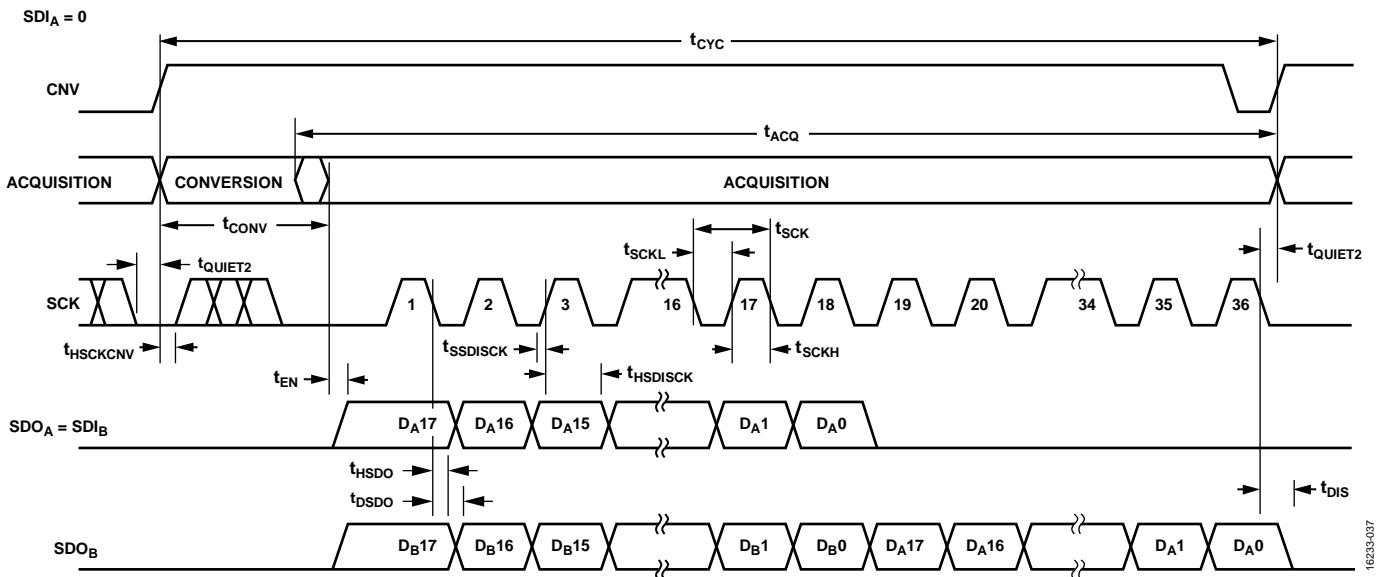 SDIA = 0
tCYC
CNV
tACQ
ACQUISITION CONVERSION ACQUISITION
tCONV
tSCK
tSCKL
tQUIET2 tQUIET2
SCK 1 2 3 16 17 18 19 20 34 35 36
tHSCKCNV tSSDISCK tSCKH
tEN tHSDISCK
SDOA = SDIB DA17 DA16 DA15 DA1 DA0
tHSDO
tDSDO tDIS
SDOB DB17 DB16 DB15 DB1 DB0 DA17 DA16 DA1 DA0
16233-037